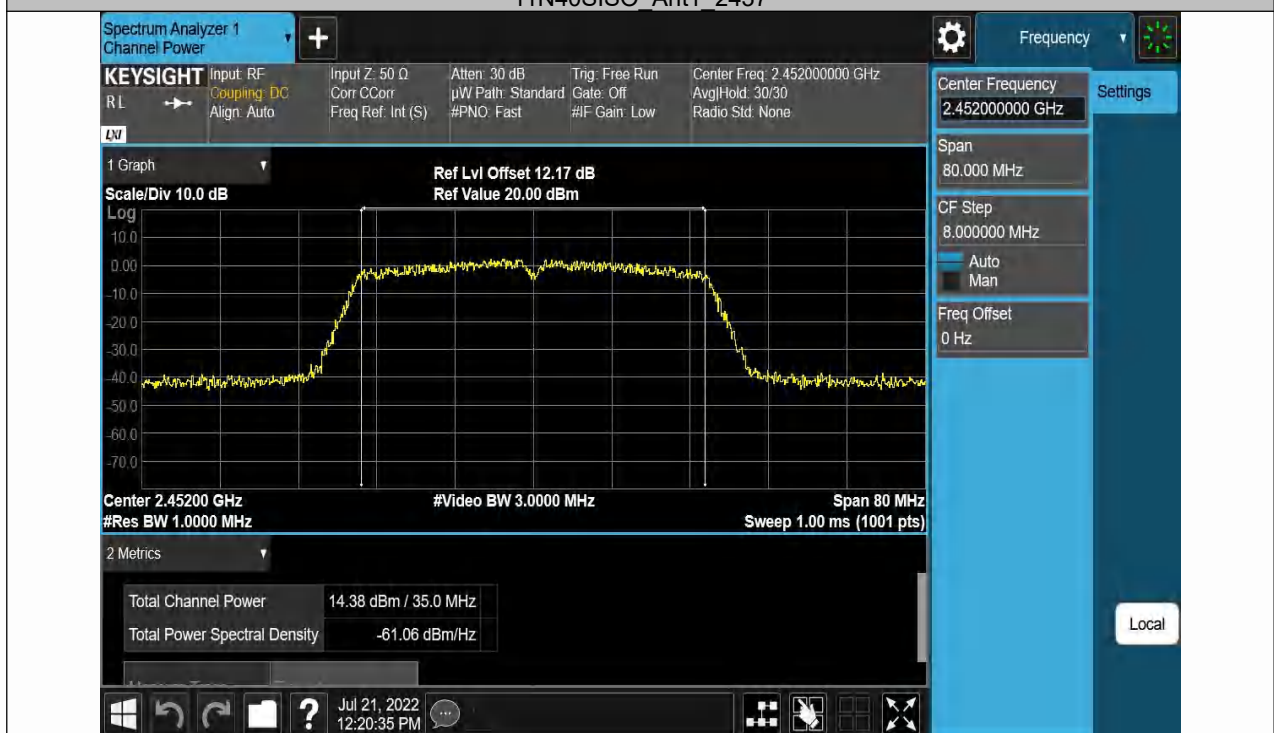 11N40SISO_Ant1_2437
Spectrum Analyzer 1
Channel Power
+
Frequency
KEYSIGHT
RL
LXI
Input: RF
Coupling: DC
Align: Auto
Input Z: 50 Ω
Corr CCorr
Freq Ref: Int (S)
Atten: 30 dB
µW Path: Standard
#PNO: Fast
Trig: Free Run
Gate: Off
#IF Gain: Low
Center Freq: 2.452000000 GHz
Avg|Hold: 30/30
Radio Std: None
Center Frequency
2.452000000 GHz
Settings
Span
80.000 MHz
CF Step
8.000000 MHz
Auto
Man
Freq Offset
0 Hz
Local
1 Graph
Scale/Div 10.0 dB
Ref Lvl Offset 12.17 dB
Ref Value 20.00 dBm
Log
10.0
0.00
-10.0
-20.0
-30.0
-40.0
-50.0
-60.0
-70.0
Center 2.45200 GHz
#Video BW 3.0000 MHz
Span 80 MHz
#Res BW 1.0000 MHz
Sweep 1.00 ms (1001 pts)
2 Metrics
Total Channel Power 14.38 dBm / 35.0 MHz
Total Power Spectral Density -61.06 dBm/Hz
?
Jul 21, 2022
12:20:35 PM